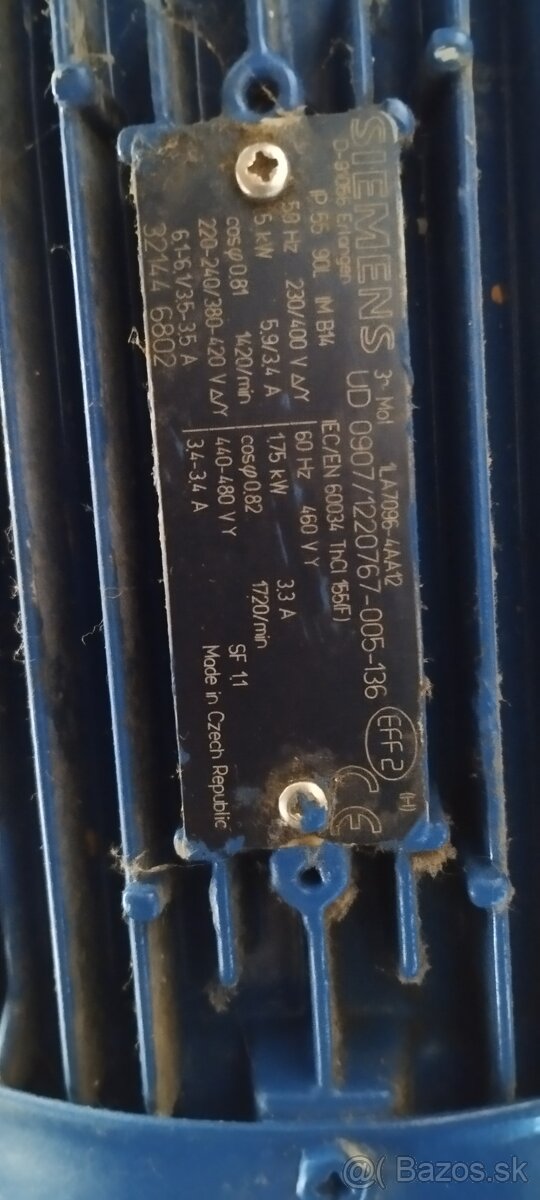 SIEMENS
D-91056 Erlangen
3~ Mot 1LA7096-4AA12
UD 0907/1220767-005-136
EFF2
CE
(H)
90L IM B14
IEC/EN 60034 ThCl 155(F)
50 Hz 230/400 V Δ/Y
60 Hz 460 V Y
5 kW 5,9/3.4 A
1.75 kW 3.3 A
cosφ 0.81 1420/min
cosφ 0.82 1720/min
220-240/380-420 V Δ/Y
440-480 V Y
6.1-6,1/3.5-3.5 A
3.4-3.4 A
SF 1.1
32144 6802
Made in Czech Republic
Bazos.sk